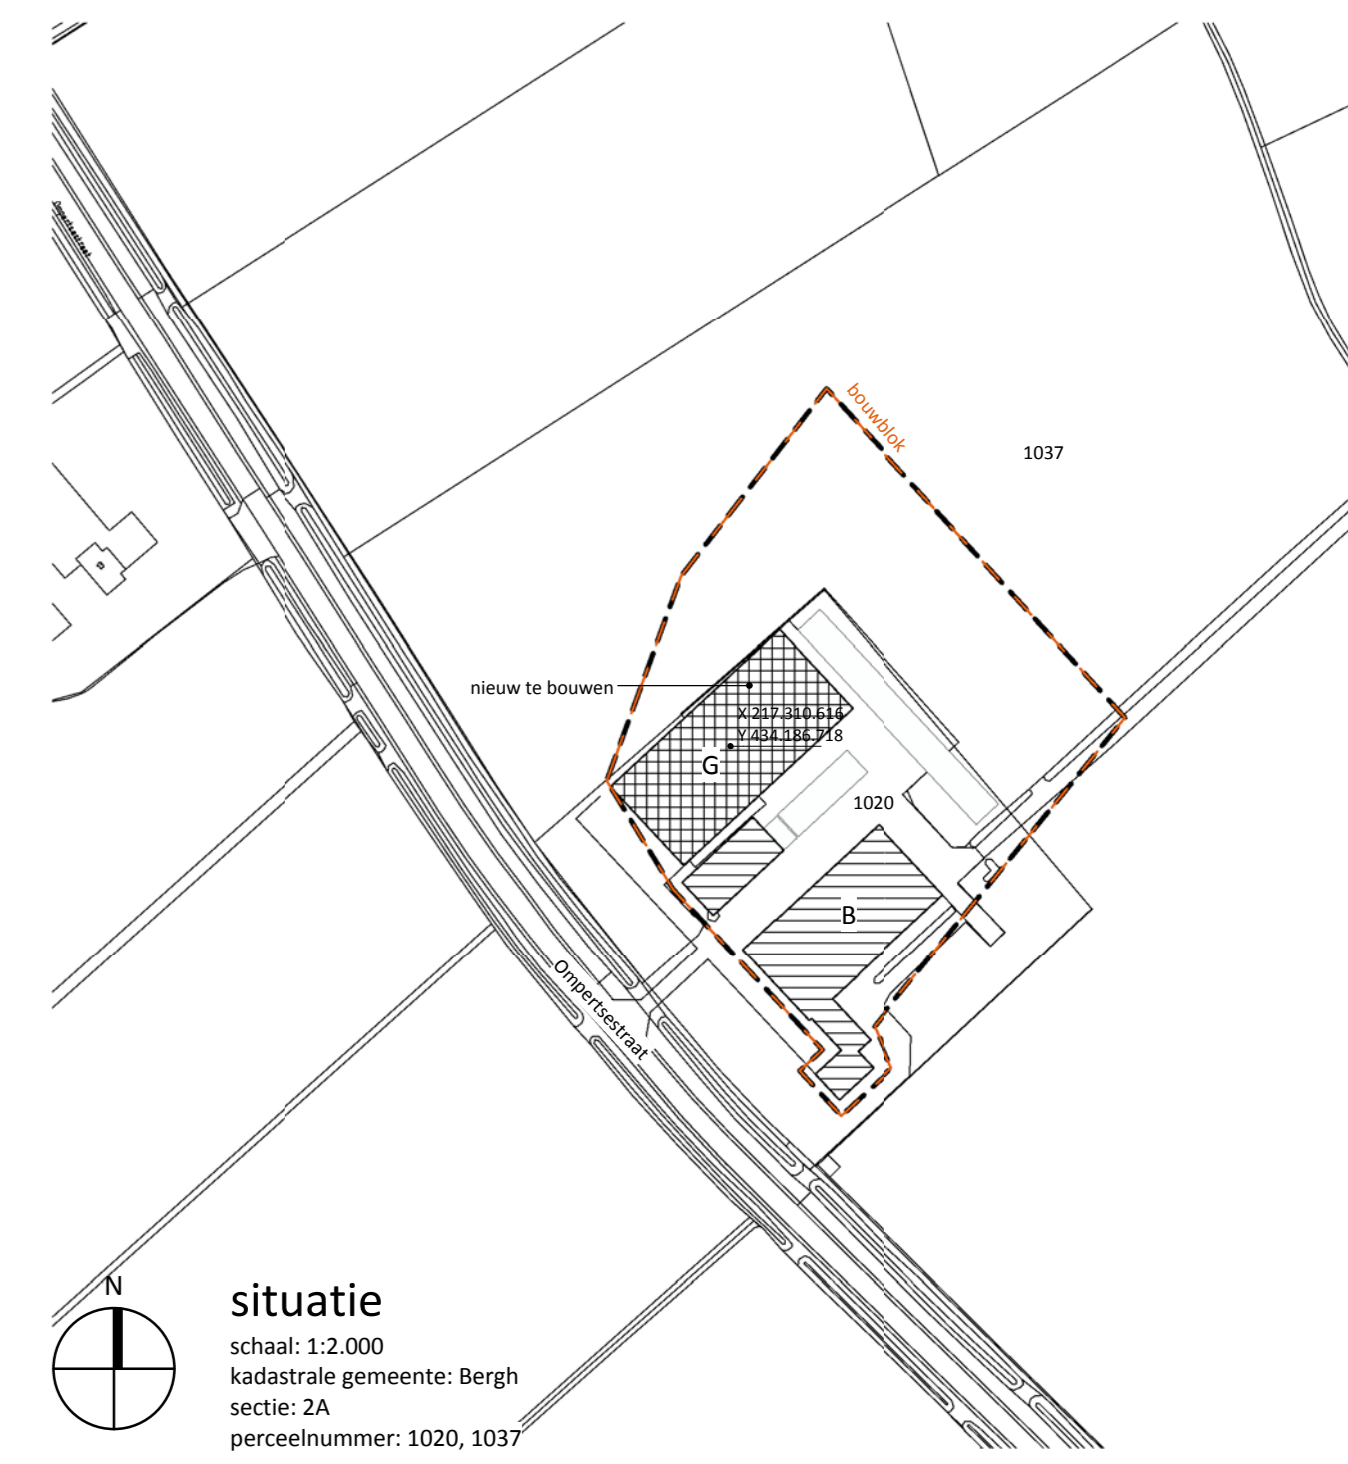 Ompertsestraat
bouwblok
1037
nieuw te bouwen
X 217.310.616
Y 434.186.718
G
1020
B
Ompertsestraat
N
situatie
schaal: 1:2.000
kadastrale gemeente: Bergh
sectie: 2A
perceelnummer: 1020, 1037